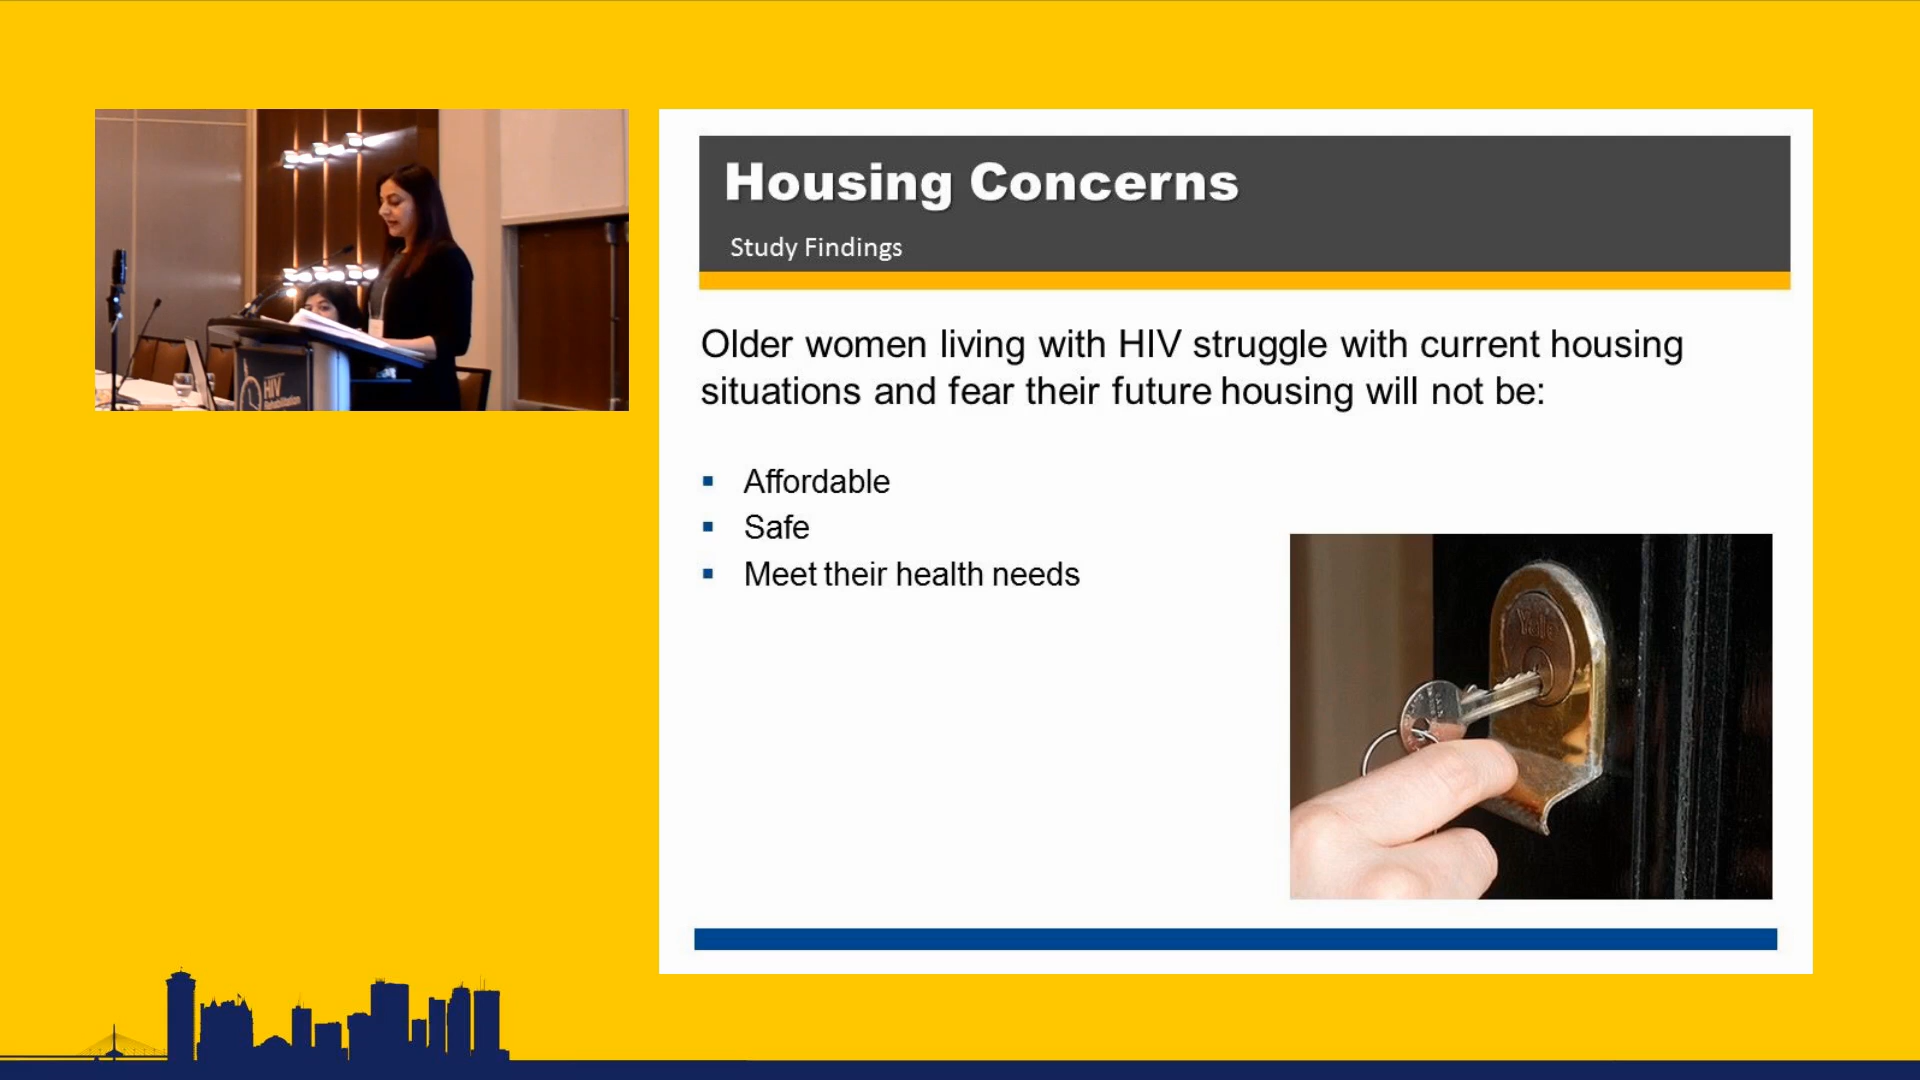 Housing Concerns
Study Findings
Older women living with HIV struggle with current housing
situations and fear their future housing will not be:
▪ Affordable
▪ Safe
▪ Meet their health needs
Yale
HIV